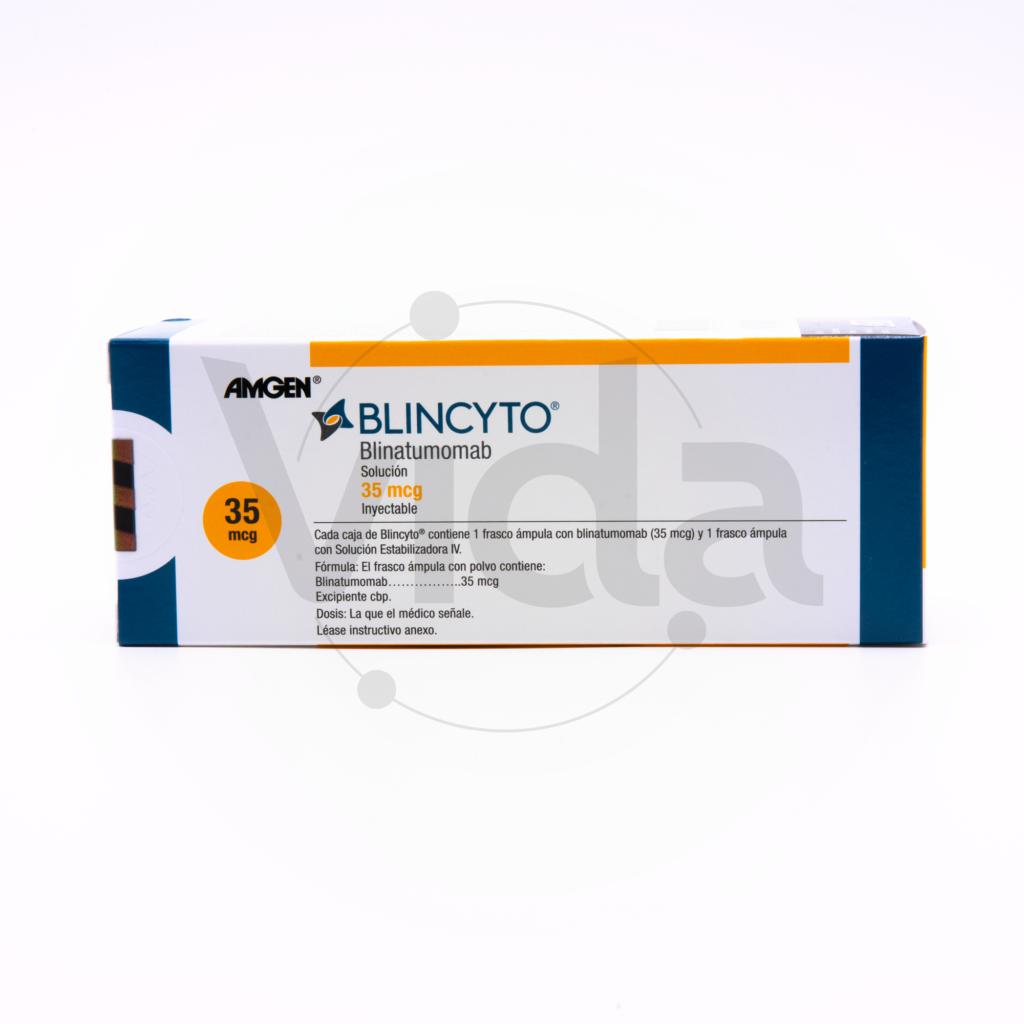 AMGEN®
BLINCYTO®
Blinatumomab
Solución
35 mcg
Inyectable
35
mcg
Cada caja de Blincyto® contiene 1 frasco ámpula con blinatumomab (35 mcg) y 1 frasco ámpula
con Solución Estabilizadora IV.
Fórmula: El frasco ámpula con polvo contiene:
Blinatumomab................35 mcg
Excipiente cbp.
Dosis: La que el médico señale.
Léase instructivo anexo.
Vida